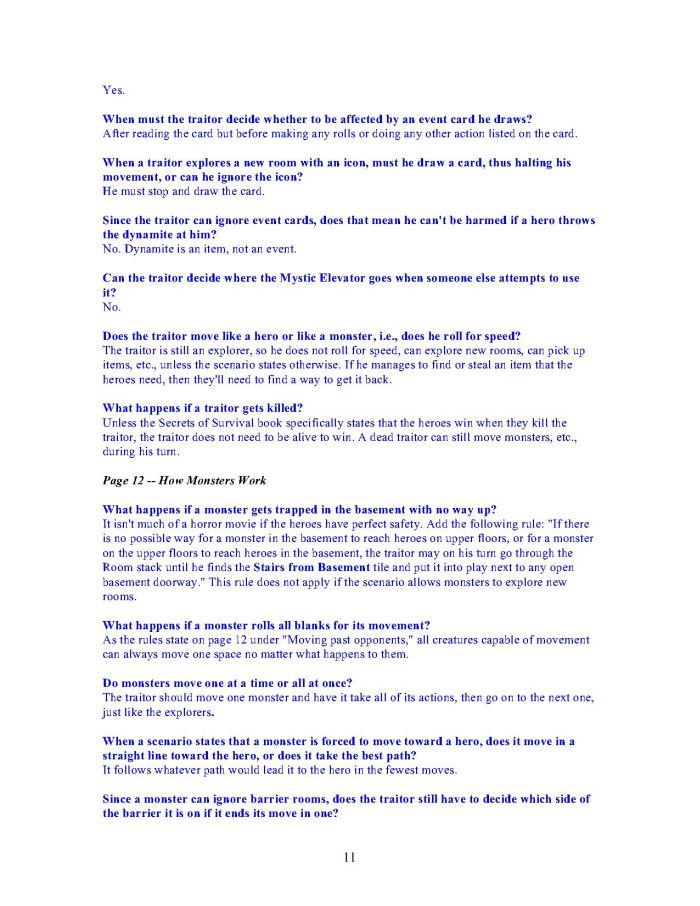 Yes.
When must the traitor decide whether to be affected by an event card he draws?
After reading the card but before making any rolls or doing any other action listed on the card.
When a traitor explores a new room with an icon, must he draw a card, thus halting his
movement, or can he ignore the icon?
He must stop and draw the card.
Since the traitor can ignore event cards, does that mean he can't be harmed if a hero throws
the dynamite at him?
No. Dynamite is an item, not an event.
Can the traitor decide where the Mystic Elevator goes when someone else attempts to use
it?
No.
Does the traitor move like a hero or like a monster, i.e., does he roll for speed?
The traitor is still an explorer, so he does not roll for speed, can explore new rooms, can pick up
items, etc., unless the scenario states otherwise. If he manages to find or steal an item that the
heroes need, then they'll need to find a way to get it back.
What happens if a traitor gets killed?
Unless the Secrets of Survival book specifically states that the heroes win when they kill the
traitor, the traitor does not need to be alive to win. A dead traitor can still move monsters, etc.,
during his turn.
Page 12 -- How Monsters Work
What happens if a monster gets trapped in the basement with no way up?
It isn't much of a horror movie if the heroes have perfect safety. Add the following rule: "If there
is no possible way for a monster in the basement to reach heroes on upper floors, or for a monster
on the upper floors to reach heroes in the basement, the traitor may on his turn go through the
Room stack until he finds the Stairs from Basement tile and put it into play next to any open
basement doorway." This rule does not apply if the scenario allows monsters to explore new
rooms.
What happens if a monster rolls all blanks for its movement?
As the rules state on page 12 under "Moving past opponents," all creatures capable of movement
can always move one space no matter what happens to them.
Do monsters move one at a time or all at once?
The traitor should move one monster and have it take all of its actions, then go on to the next one,
just like the explorers.
When a scenario states that a monster is forced to move toward a hero, does it move in a
straight line toward the hero, or does it take the best path?
It follows whatever path would lead it to the hero in the fewest moves.
Since a monster can ignore barrier rooms, does the traitor still have to decide which side of
the barrier it is on if it ends its move in one?
11